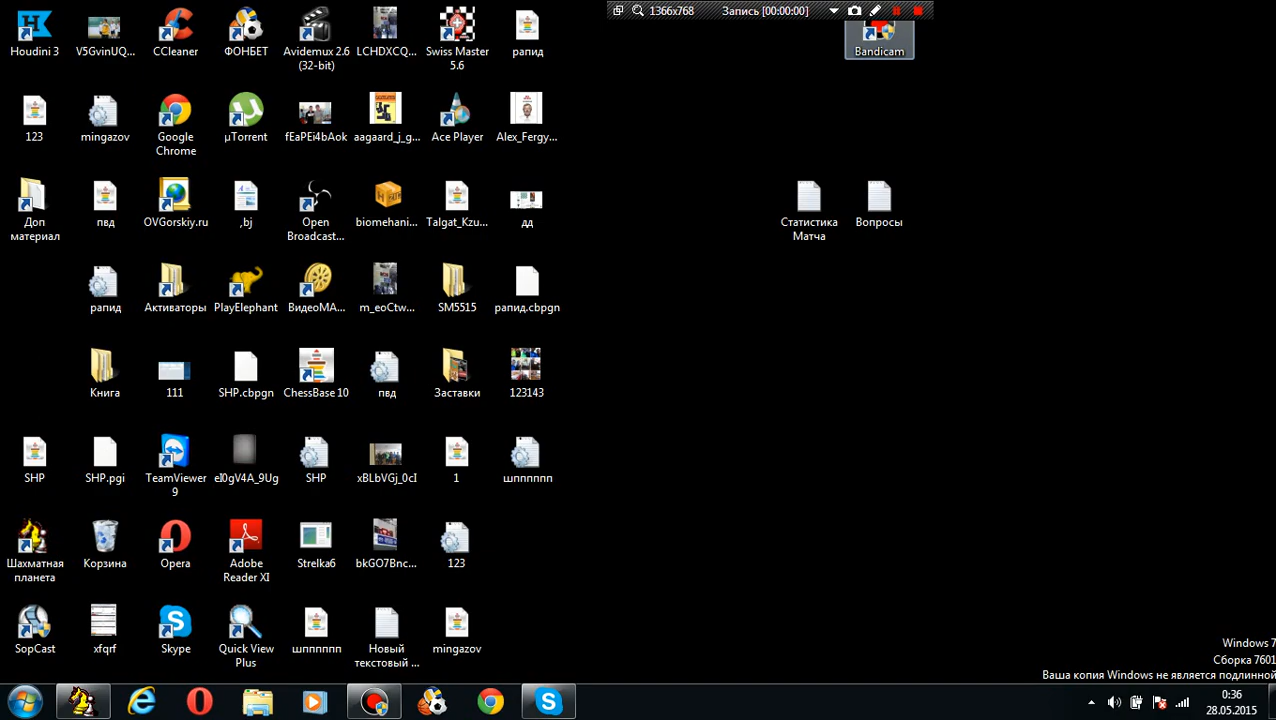 1366x768
Запись [00:00:00]
Houdini 3
V5GvinUQ...
CCleaner
ФОНБЕТ
Avidemux 2.6
(32-bit)
LCHDXCQ...
Swiss Master
5.6
рапид
Bandicam
123
mingazov
Google
Chrome
µTorrent
fEaPEi4bAok
aagaard_j_g...
Ace Player
Alex_Fergy...
Доп
материал
пвд
OVGorskiy.ru
,bj
Open
Broadcast...
biomehani...
Talgat_Kzu...
дд
Статистика
Матча
Вопросы
рапид
Активаторы
PlayElephant
ВидеоМА...
m_eoCtw...
SM5515
рапид.cbpgn
Книга
111
SHP.cbpgn
ChessBase 10
пвд
Заставки
123143
SHP
SHP.pgi
TeamViewer
9
eI0gV4A_9Ug
SHP
xBLbVGj_0cI
1
шпппппп
Шахматная
планета
Корзина
Opera
Adobe
Reader XI
Strelka6
bkGO7Bnc...
123
SopCast
xfqrf
Skype
Quick View
Plus
шпппппп
Новый
текстовый ...
mingazov
Windows 7
Сборка 7601
Ваша копия Windows не является подлинной
0:36
28.05.2015